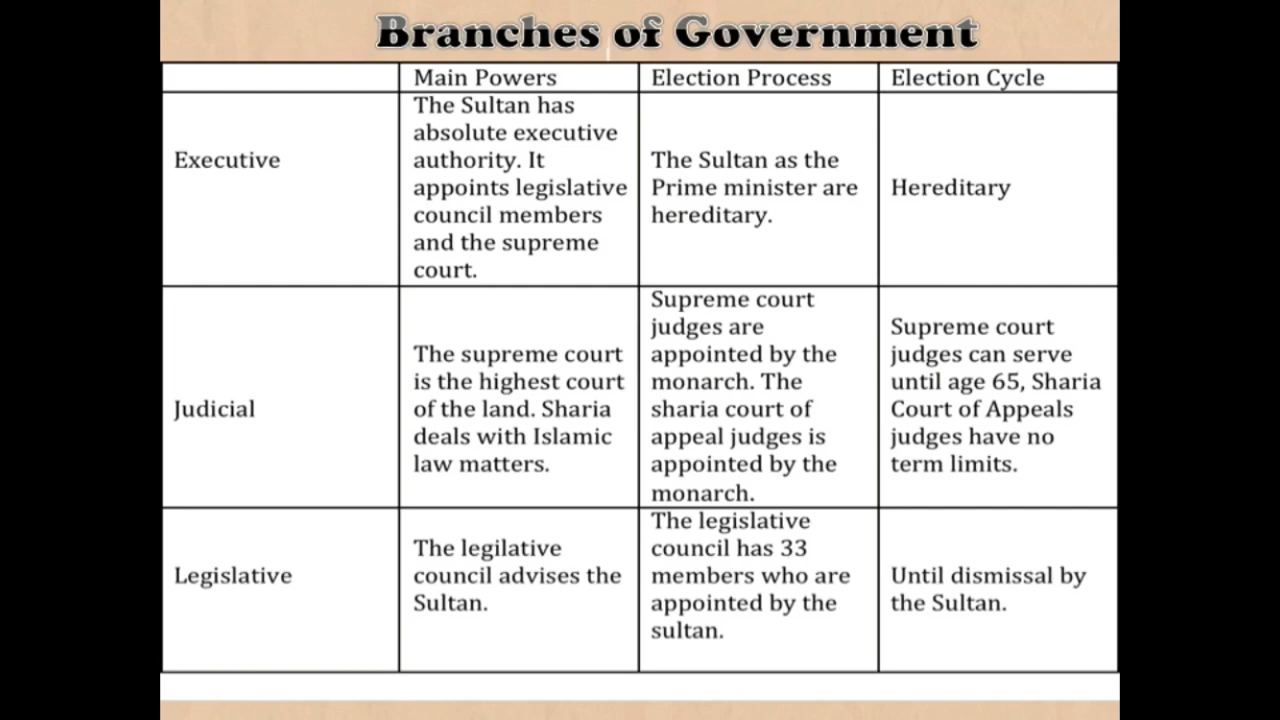 Branches of Government
Main Powers
Election Process
Election Cycle
Executive
The Sultan has
absolute executive
authority. It
appoints legislative
council members
and the supreme
court.
The Sultan as the
Prime minister are
hereditary.
Hereditary
Judicial
The supreme court
is the highest court
of the land. Sharia
deals with Islamic
law matters.
Supreme court
judges are
appointed by the
monarch. The
sharia court of
appeal judges is
appointed by the
monarch.
Supreme court
judges can serve
until age 65, Sharia
Court of Appeals
judges have no
term limits.
Legislative
The legilative
council advises the
Sultan.
The legislative
council has 33
members who are
appointed by the
sultan.
Until dismissal by
the Sultan.